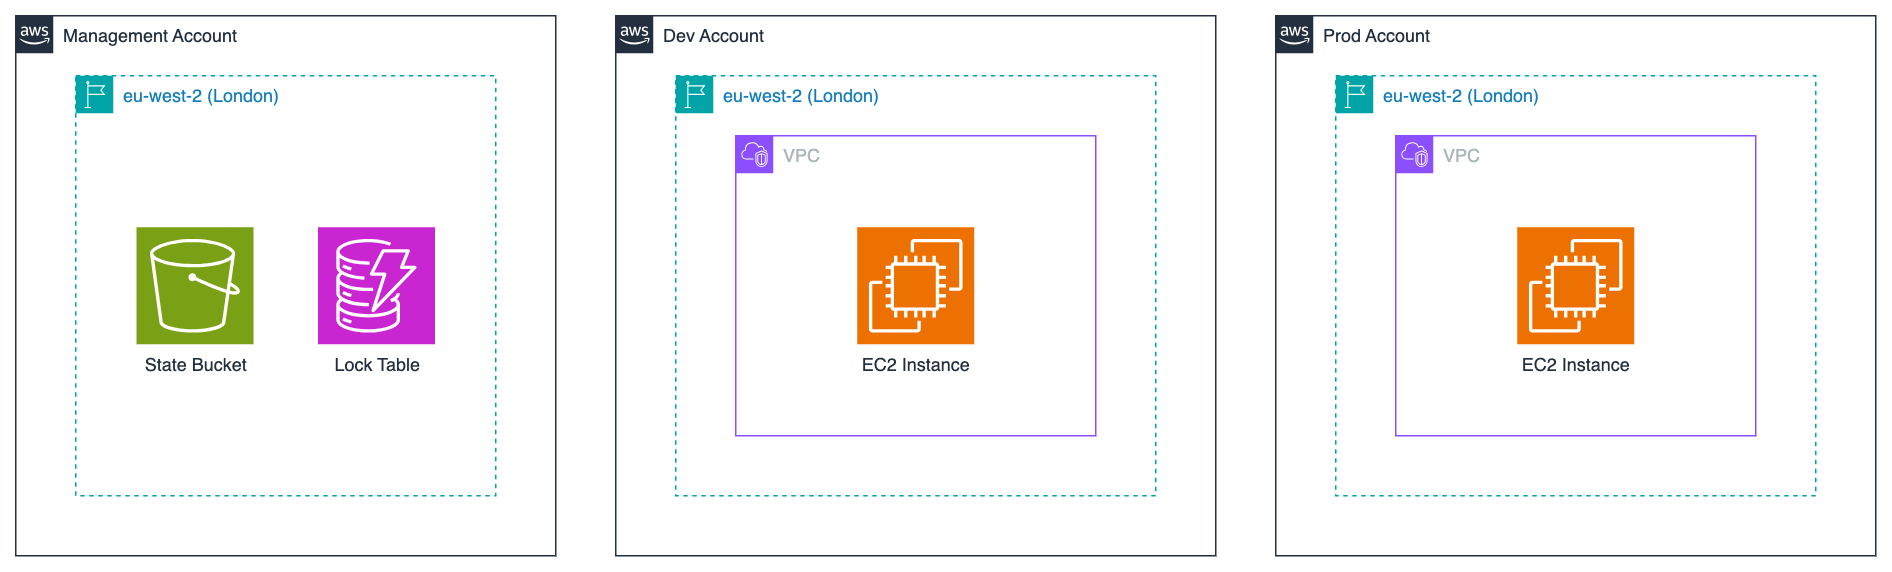 aws Management Account
eu-west-2 (London)
State Bucket
Lock Table
aws Dev Account
eu-west-2 (London)
VPC
EC2 Instance
aws Prod Account
eu-west-2 (London)
VPC
EC2 Instance